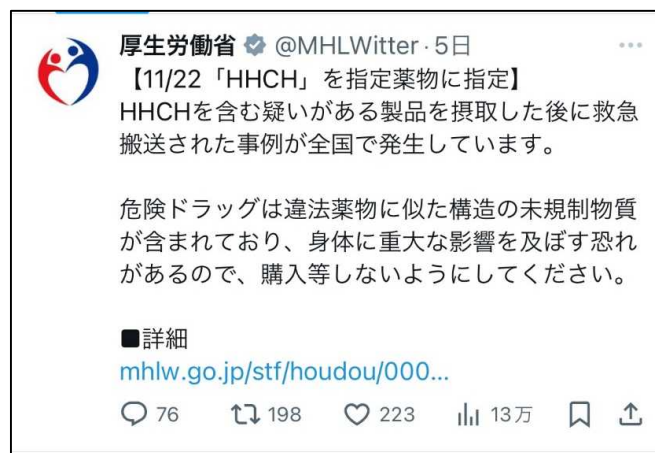 厚生労働省 @MHLWitter · 5日
【11/22「HHCH」を指定薬物に指定】
HHCHを含む疑いがある製品を摂取した後に救急
搬送された事例が全国で発生しています。
危険ドラッグは違法薬物に似た構造の未規制物質
が含まれており、身体に重大な影響を及ぼす恐れ
があるので、購入等しないようにしてください。
■詳細
mhlw.go.jp/stf/houdou/000...
76 198 223 13万